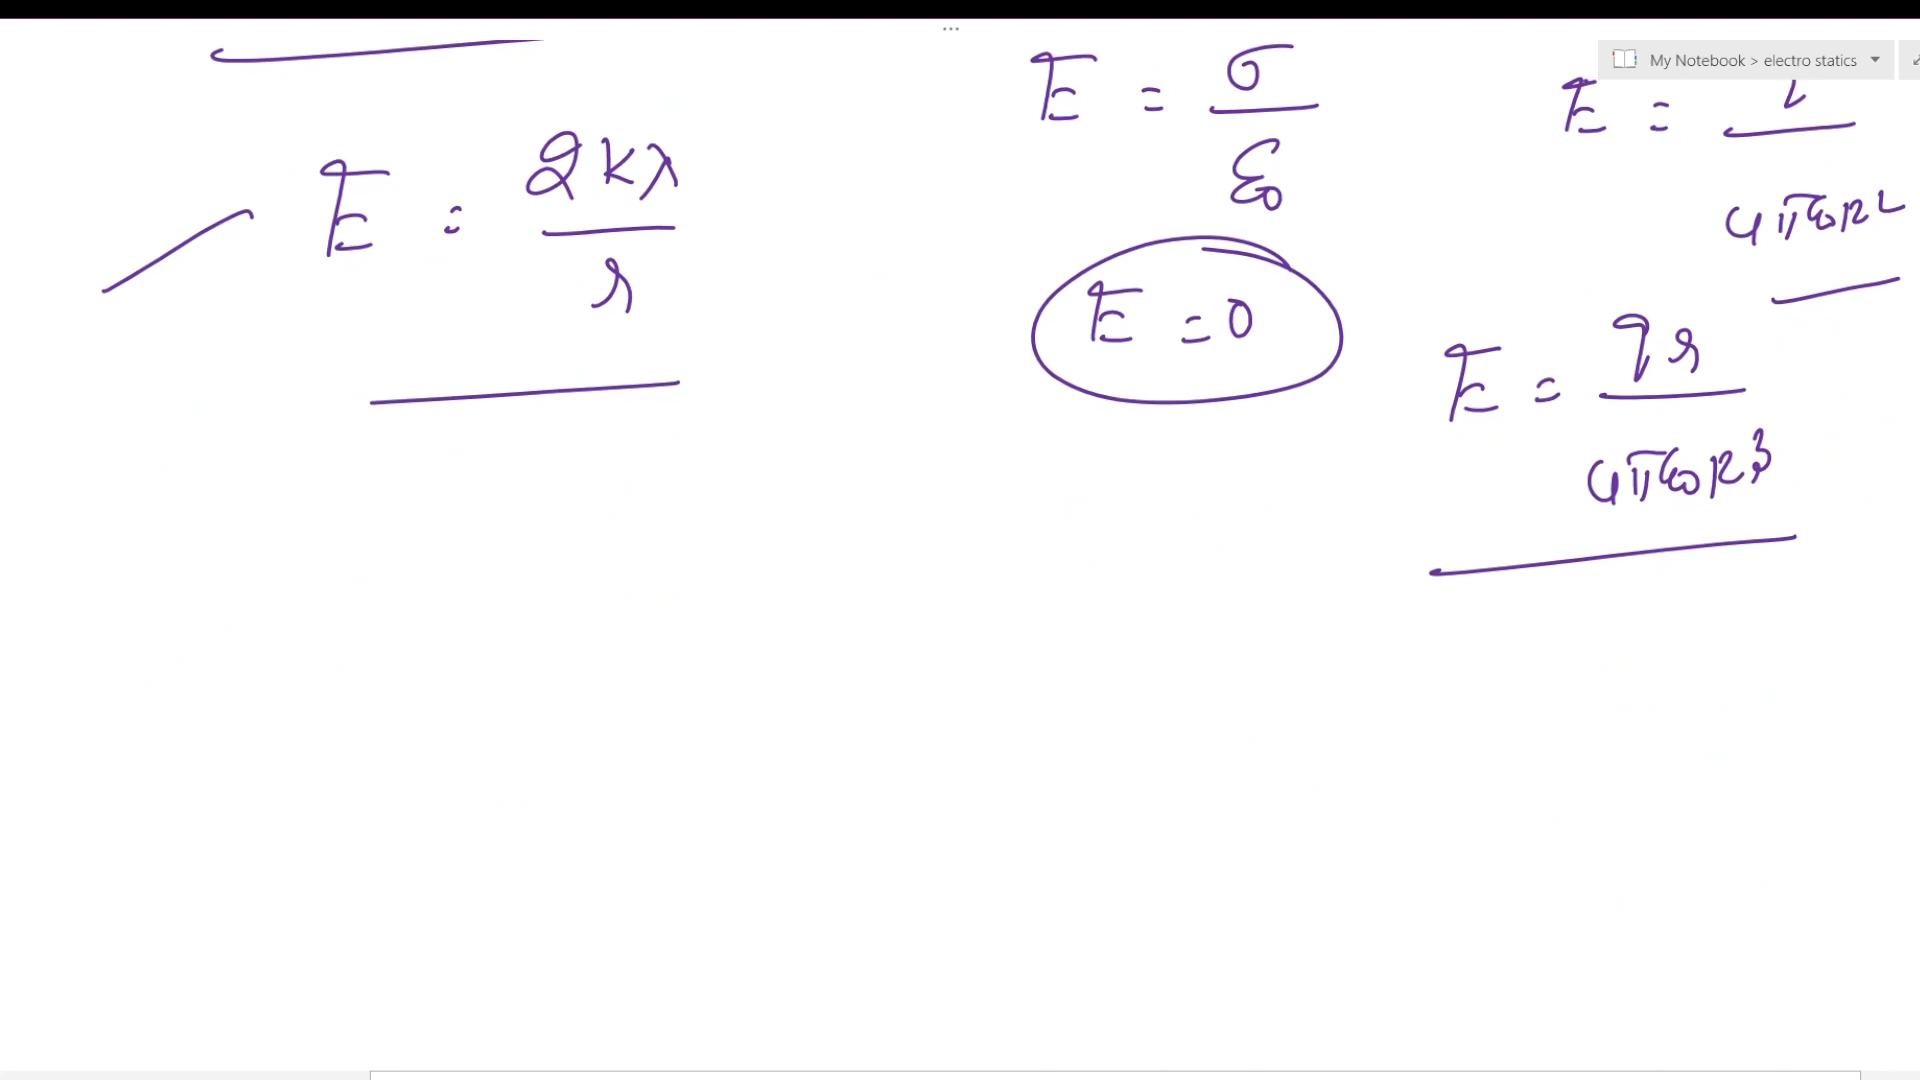 ...
My Notebook > electro statics
E = 2kλ / r
E = σ / ε0
E = 0
E = / 4πε0R²
E = qr / 4πε0R³